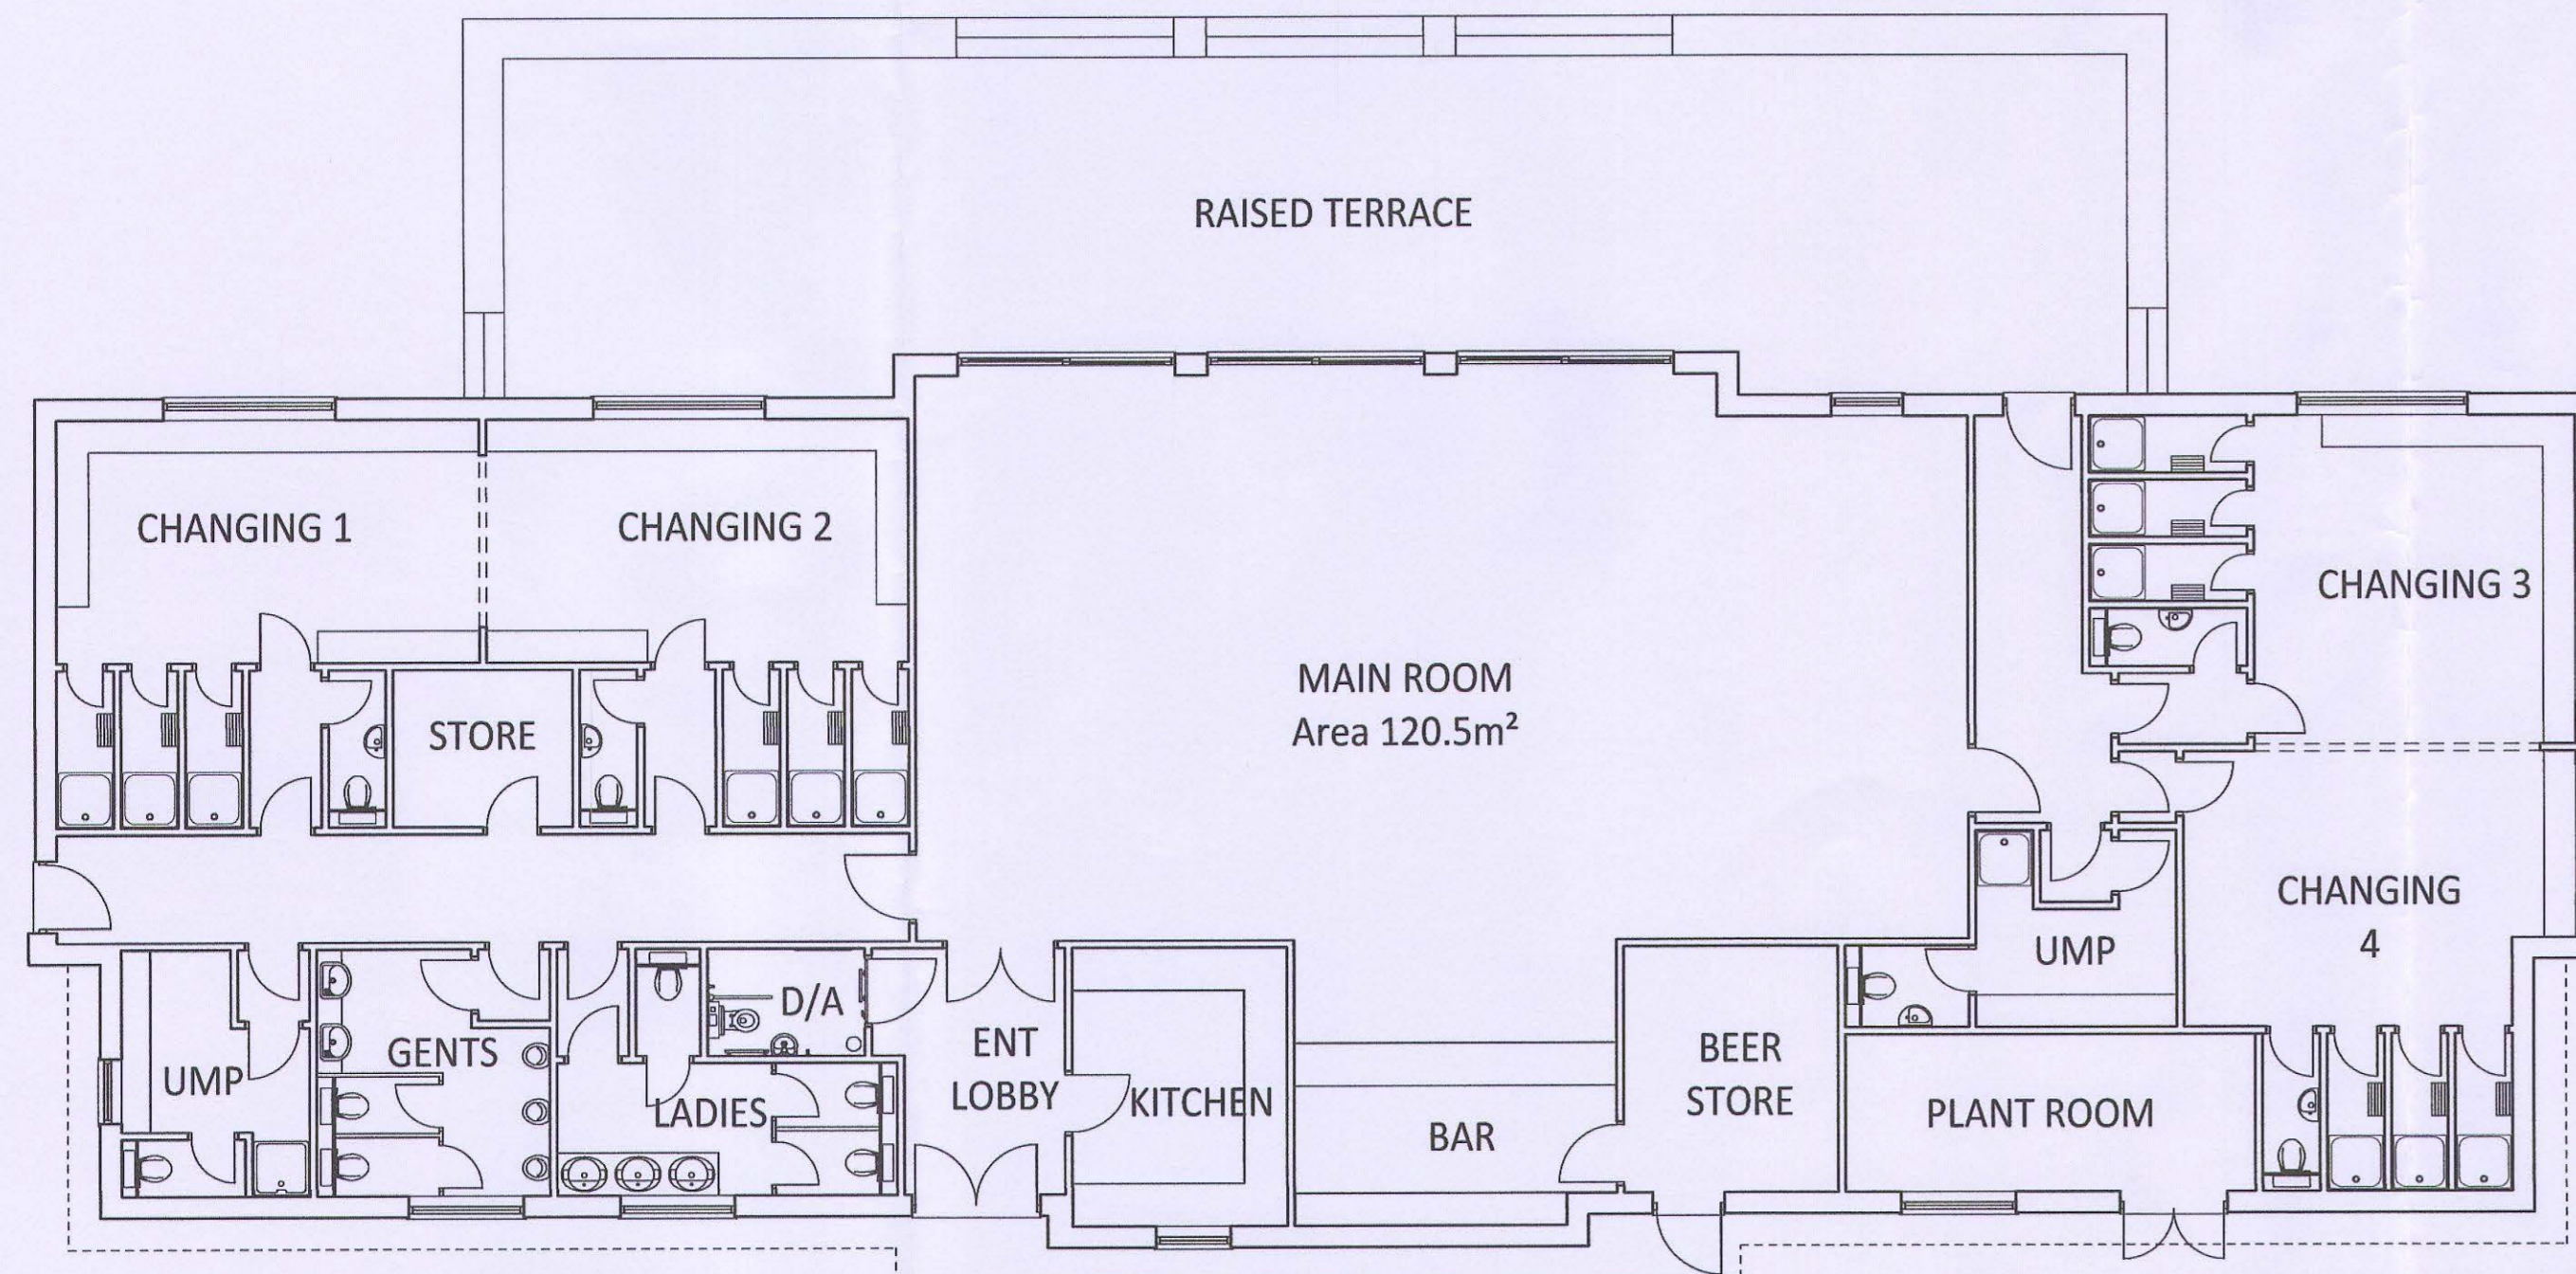 RAISED TERRACE
CHANGING 1
CHANGING 2
CHANGING 3
MAIN ROOM
Area 120.5m²
STORE
CHANGING
4
UMP
D/A
GENTS
UMP
LADIES
ENT
LOBBY
KITCHEN
BAR
BEER
STORE
PLANT ROOM